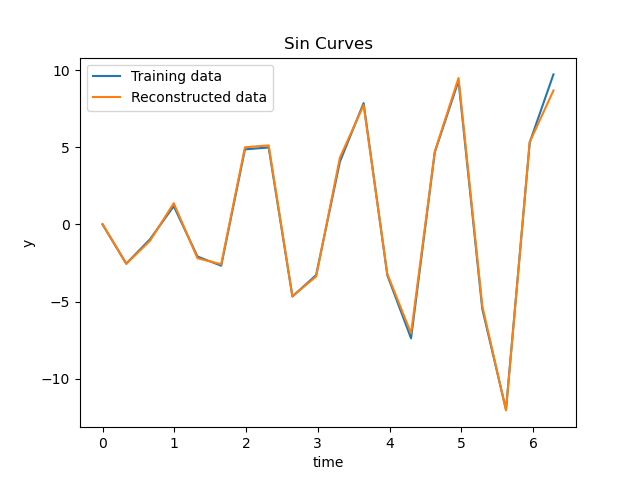 Sin Curves
Training data
Reconstructed data
10
5
0
−5
−10
y
0 1 2 3 4 5 6
time